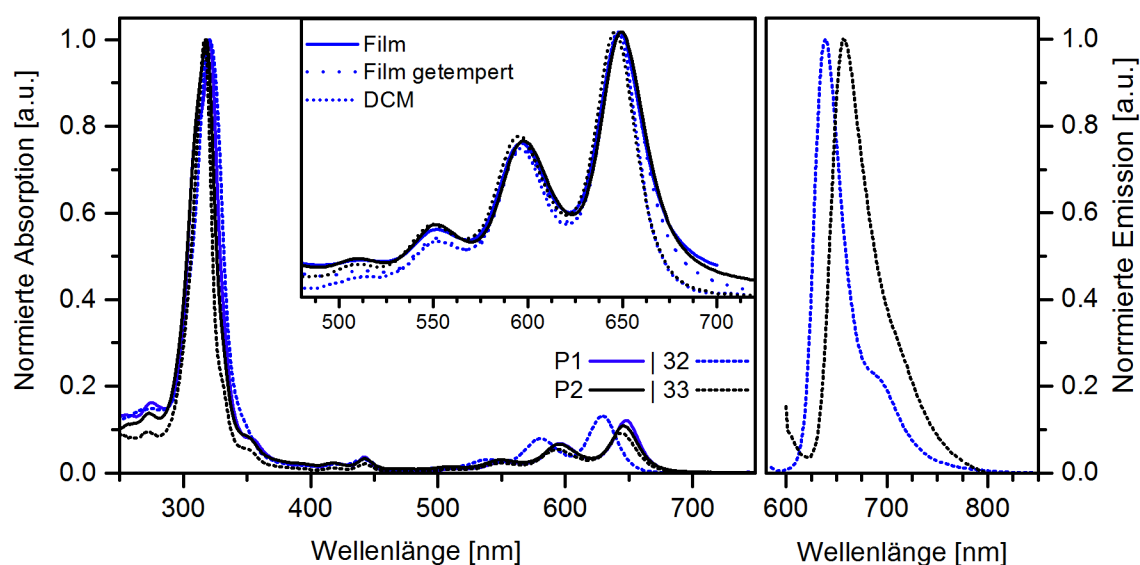 Normierte Absorption [a.u.]
1.0
0.8
0.6
0.4
0.2
0.0
300
400
500
600
700
Wellenlänge [nm]
Film
Film getempert
DCM
500
550
600
650
700
P1 | 32
P2 | 33
600
700
800
Wellenlänge [nm]
1.0
0.8
0.6
0.4
0.2
0.0
Norrmierte Emission [a.u.]